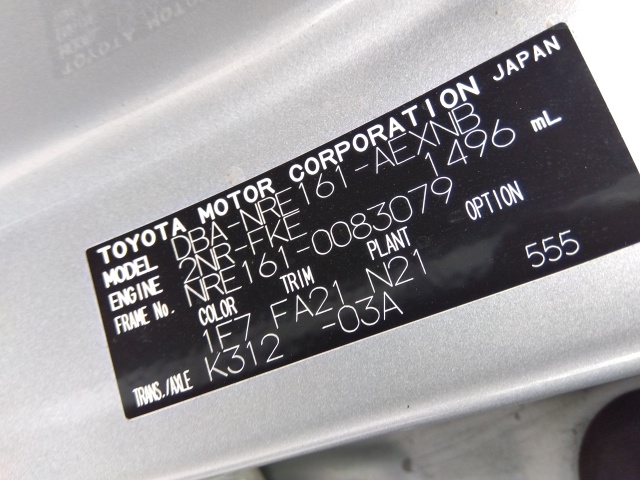 TOYOTA MOTOR CORPORATION JAPAN
MODEL DBA-NRE161-AEXNB
ENGINE 2NR-FKE 1496 mL
FRAME No. NRE161-0083079
COLOR TRIM PLANT OPTION
1F7 FA21 N21
TRANS./AXLE K312 -03A 555